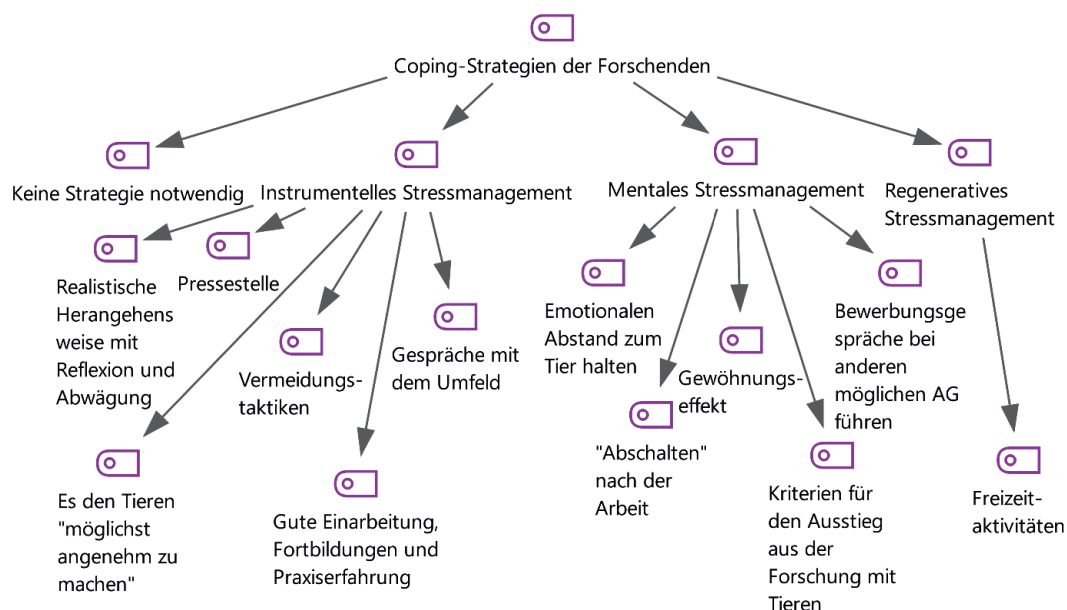 Coping-Strategien der Forschenden
Keine Strategie notwendig
Instrumentelles Stressmanagement
Mentales Stressmanagement
Regeneratives
Stressmanagement
Realistische
Herangehens
weise mit
Reflexion und
Abwägung
Pressestelle
Vermeidungs-
taktiken
Gespräche mit
dem Umfeld
Emotionalen
Abstand zum
Tier halten
Gewöhnungs-
effekt
Bewerbungsge
spräche bei
anderen
möglichen AG
führen
Es den Tieren
"möglichst
angenehm zu
machen"
Gute Einarbeitung,
Fortbildungen und
Praxiserfahrung
"Abschalten"
nach der
Arbeit
Kriterien für
den Ausstieg
aus der
Forschung mit
Tieren
Freizeit-
aktivitäten